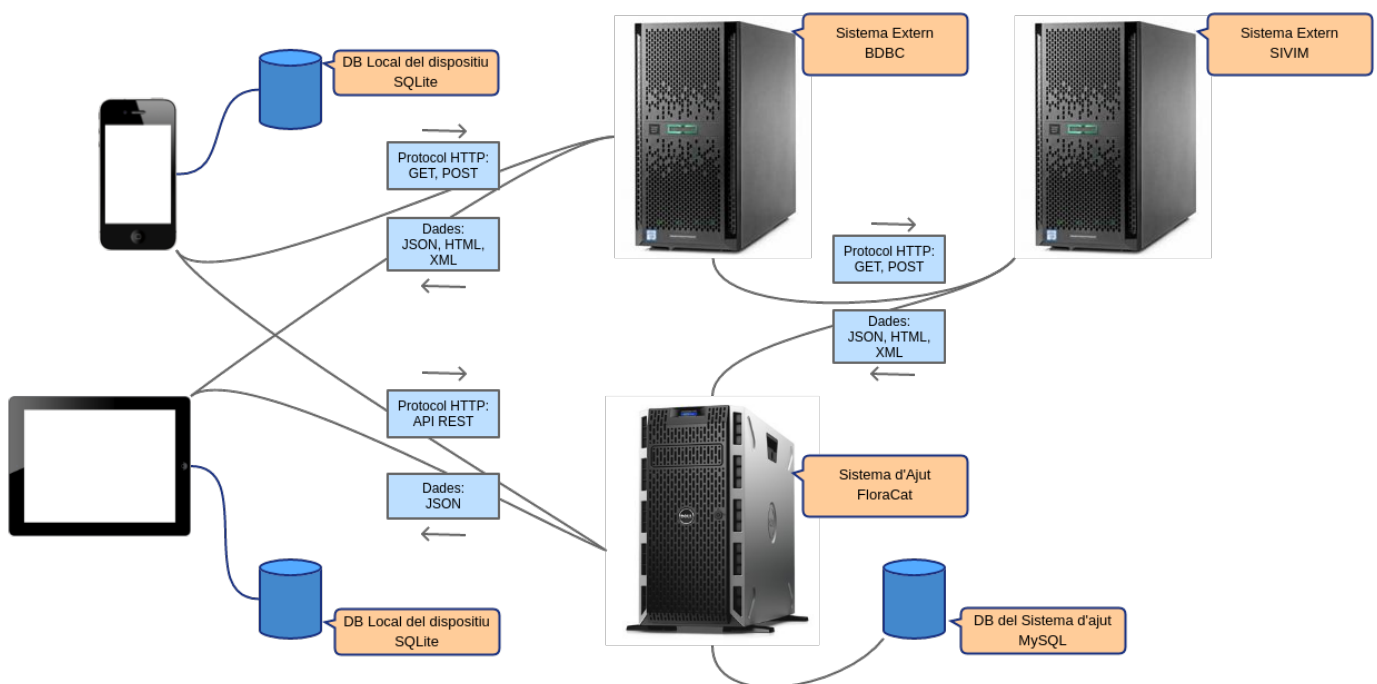 Sistema Extern
BDBC
Sistema Extern
SIVIM
DB Local del dispositiu
SQLite
Protocol HTTP:
GET, POST
Dades:
JSON, HTML,
XML
Protocol HTTP:
GET, POST
Dades:
JSON, HTML,
XML
Protocol HTTP:
API REST
Dades:
JSON
Sistema d'Ajut
FloraCat
DB Local del dispositiu
SQLite
DB del Sistema d'ajut
MySQL